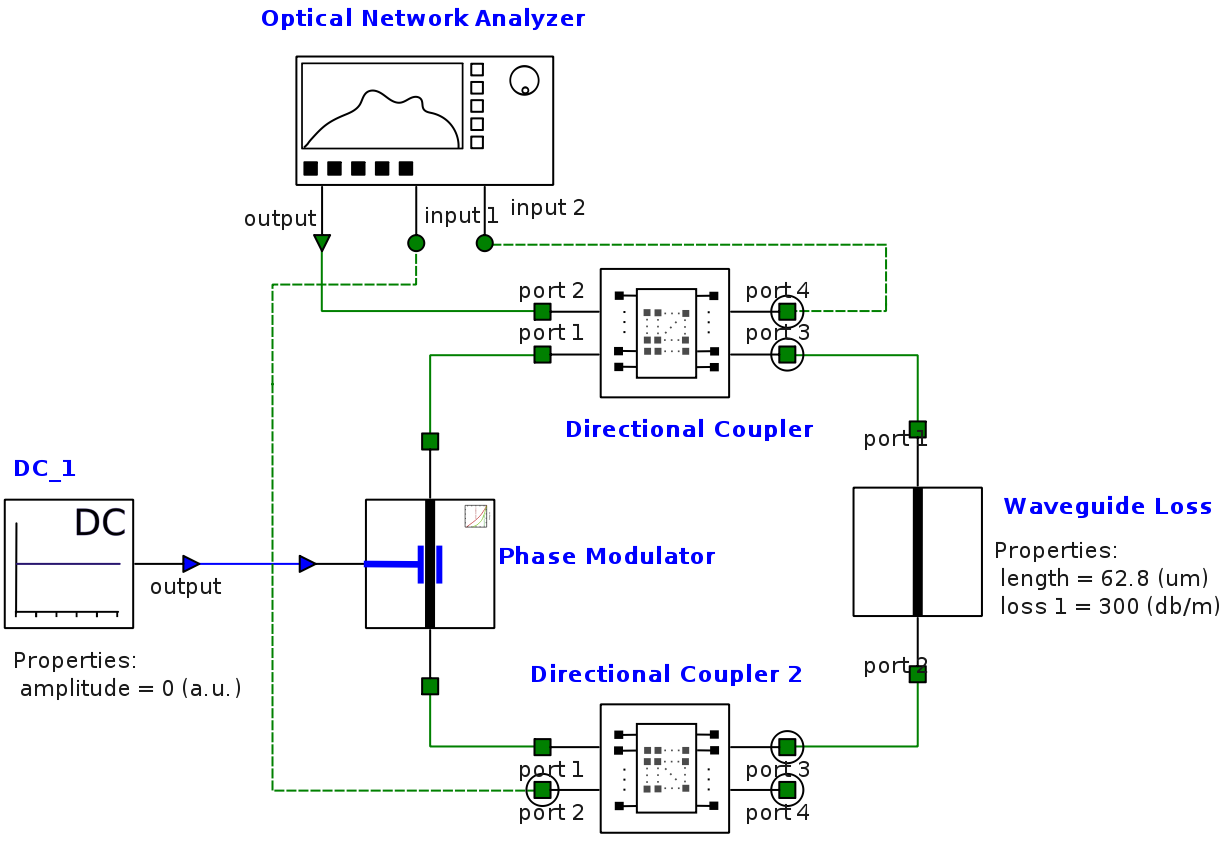 Optical Network Analyzer
output
input 1
input 2
port 2
port 4
port 1
port 3
Directional Coupler
port 1
DC_1
DC
output
Phase Modulator
Waveguide Loss
Properties:
length = 62.8 (um)
loss 1 = 300 (db/m)
Properties:
amplitude = 0 (a.u.)
port 2
Directional Coupler 2
port 1
port 3
port 2
port 4